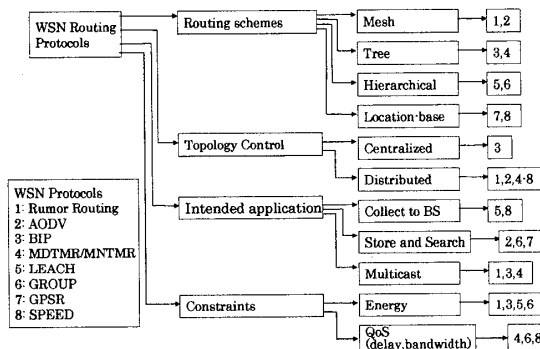 WSN Routing
Protocols
Routing schemes
Mesh
1,2
Tree
3,4
Hierarchical
5,6
Location-base
7,8
Topology Control
Centralized
3
Distributed
1,2,4-8
Intended application
Collect to BS
5,8
Store and Search
2,6,7
Multicast
1,3,4
Constraints
Energy
1,3,5,6
QoS
(delay,bandwidth)
4,6,8
WSN Protocols
1: Rumor Routing
2: AODV
3: BIP
4: MDTMR/MNTMR
5: LEACH
6: GROUP
7: GPSR
8: SPEED